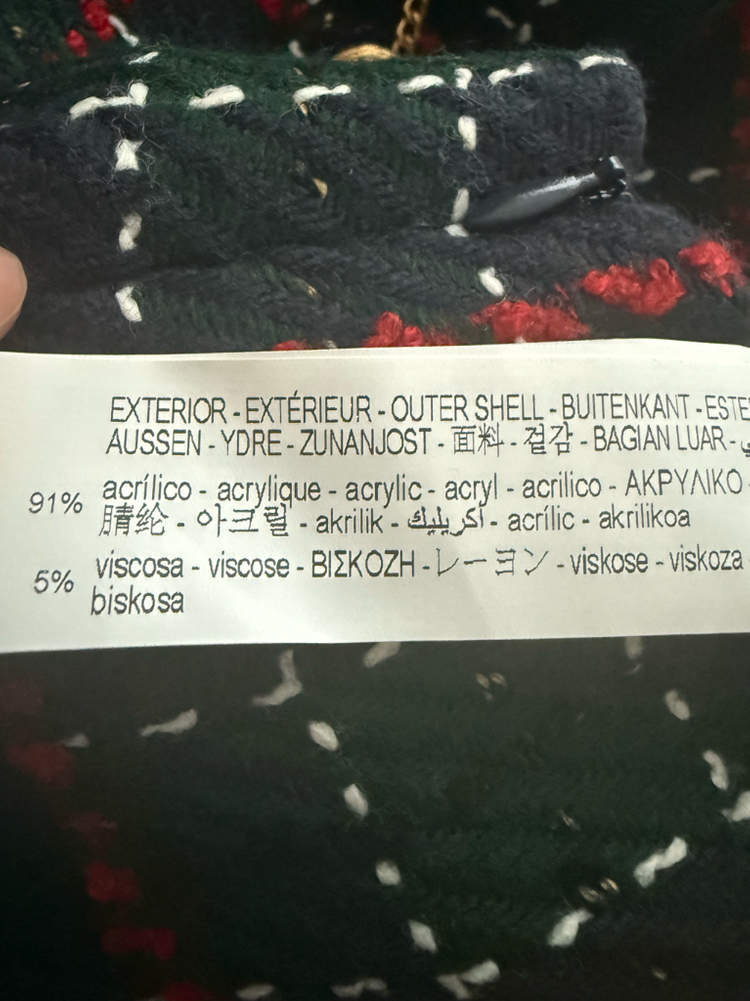 EXTERIOR - EXTÉRIEUR - OUTER SHELL - BUITENKANT -
AUSSEN - YDRE - ZUNANJOST - 面料 - 겉감 - BAGIAN LUAR -
91% acrílico - acrylique - acrylic - acryl - acrilico - ΑΚΡΥΛΙΚΟ -
腈纶 - 아크릴 - akrilik - أكريليك - acrílic - akrilikoa
5% viscosa - viscose - ΒΙΣΚΟΖΗ - レーヨン - viskose - viskoza
biskosa